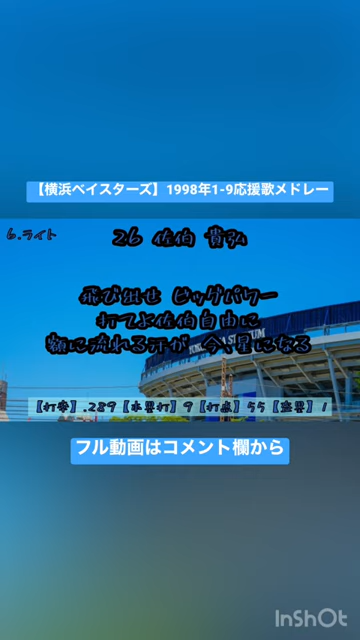 【横浜ベイスターズ】1998年1-9応援歌メドレー
6.ライト
26 佐伯 貴弘
飛び出せ ビッグパワー
打てよ佐伯自由に
額に流れる汗が 今、星になる
STADIUM
【打率】.289【本塁打】9【打点】55【盗塁】1
フル動画はコメント欄から
InShOt